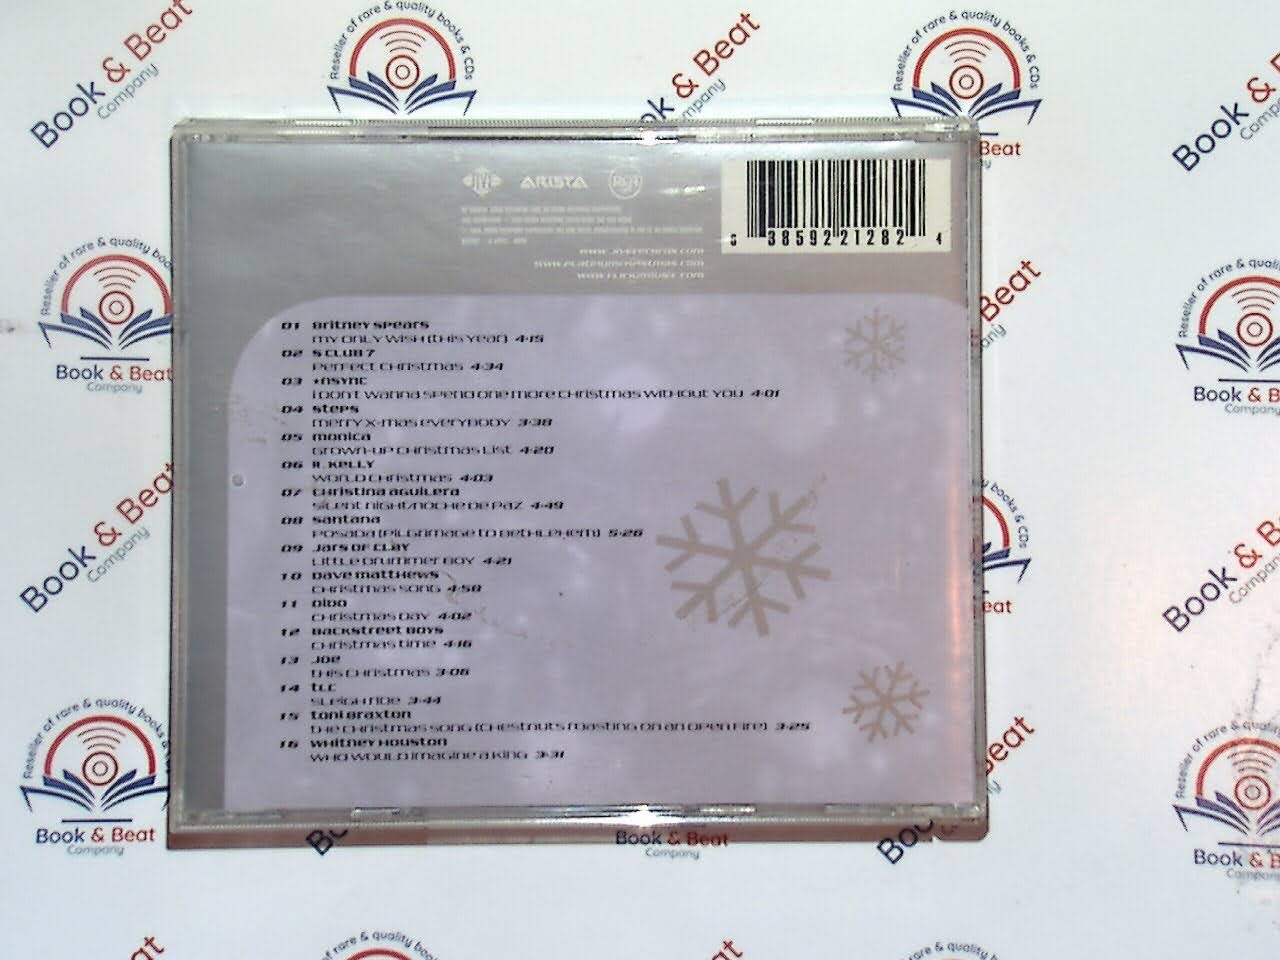 ARISTA
RCA
38592 21282 4
www.jiverecords.com
www.platinumchristmas.com
01 Britney Spears
My Only Wish (This Year) 4:15
02 S Club 7
Perfect Christmas 4:34
03 *NSYNC
I Don't Wanna Spend One More Christmas Without You 4:01
04 Steps
Merry X-mas Everybody 3:38
05 Monica
Grown-Up Christmas List 4:20
06 R. Kelly
World Christmas 4:03
07 Christina Aguilera
Silent Night/Noche De Paz 4:49
08 Santana
Posada (Pilgrimage to Bethlehem) 5:26
09 Jars of Clay
Little Drummer Boy 4:21
10 Dave Matthews
Christmas Song 4:58
11 Dido
Christmas Day 4:02
12 Backstreet Boys
Christmas Time 4:16
13 Joe
This Christmas 3:06
14 TLC
Sleigh Ride 3:44
15 Toni Braxton
The Christmas Song (Chestnuts Roasting on an Open Fire) 3:25
16 Whitney Houston
Who Would Imagine a King 3:31
Reseller of rare & quality books & CDs
Book & Beat
Company